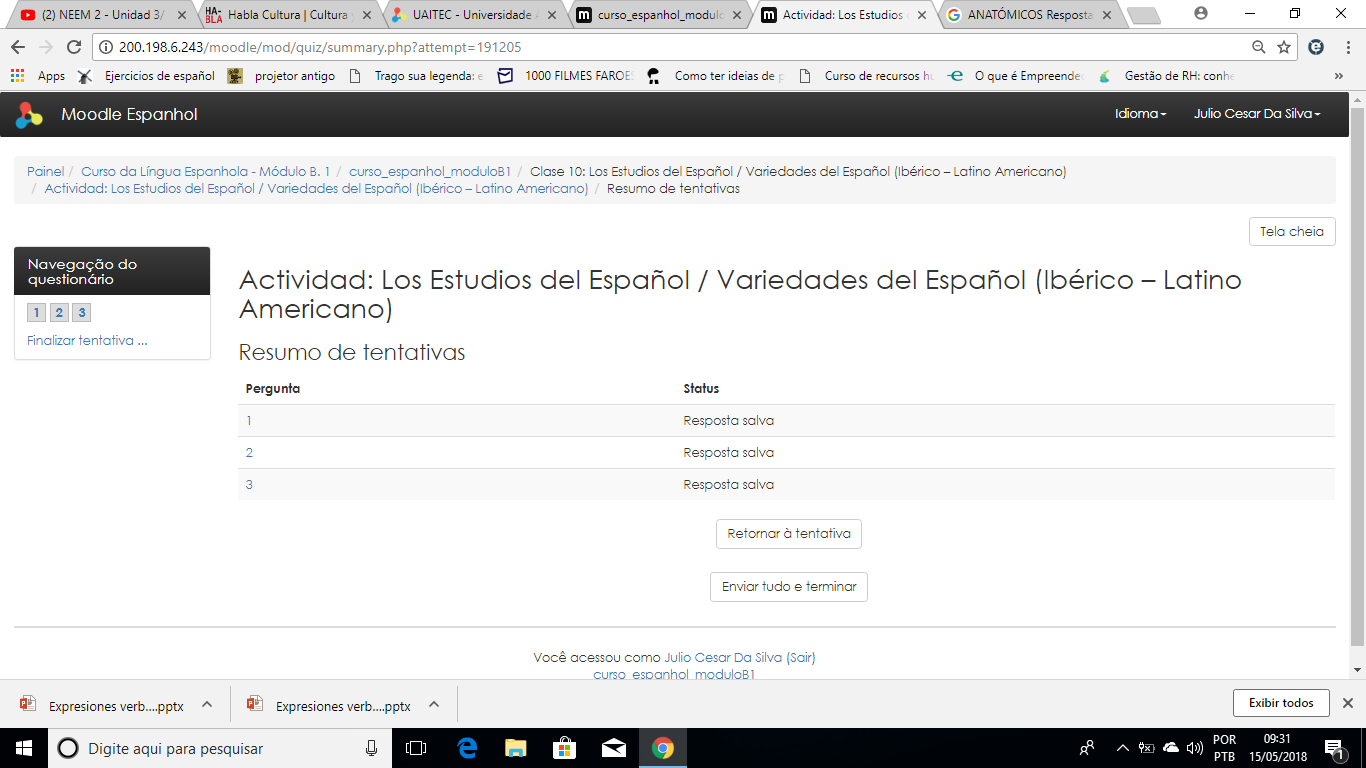 (2) NEEM 2 - Unidad 3/
HA-BLA Habla Cultura | Cultura y
UAITEC - Universidade A
m curso_espanhol_modulo
m Actividad: Los Estudios
ANATÓMICOS Resposta
200.198.6.243/moodle/mod/quiz/summary.php?attempt=191205
Apps
Ejercicios de español
projetor antigo
Trago sua legenda: e
1000 FILMES FAROES
Como ter ideias de p
Curso de recursos hu
O que é Empreended
Gestão de RH: conhe
»
Moodle Espanhol
Idioma
Julio Cesar Da Silva
Painel / Curso da Língua Espanhola - Módulo B. 1 / curso_espanhol_moduloB1 / Clase 10: Los Estudios del Español / Variedades del Español (Ibérico – Latino Americano)
/ Actividad: Los Estudios del Español / Variedades del Español (Ibérico – Latino Americano) / Resumo de tentativas
Tela cheia
Navegação do
questionário
1 2 3
Finalizar tentativa ...
Actividad: Los Estudios del Español / Variedades del Español (Ibérico – Latino
Americano)
Resumo de tentativas
Pergunta Status
1 Resposta salva
2 Resposta salva
3 Resposta salva
Retornar à tentativa
Enviar tudo e terminar
Você acessou como Julio Cesar Da Silva (Sair)
curso_espanhol_moduloB1
Expresiones verb....pptx
Expresiones verb....pptx
Exibir todos
Digite aqui para pesquisar
POR
PTB
09:31
15/05/2018
1